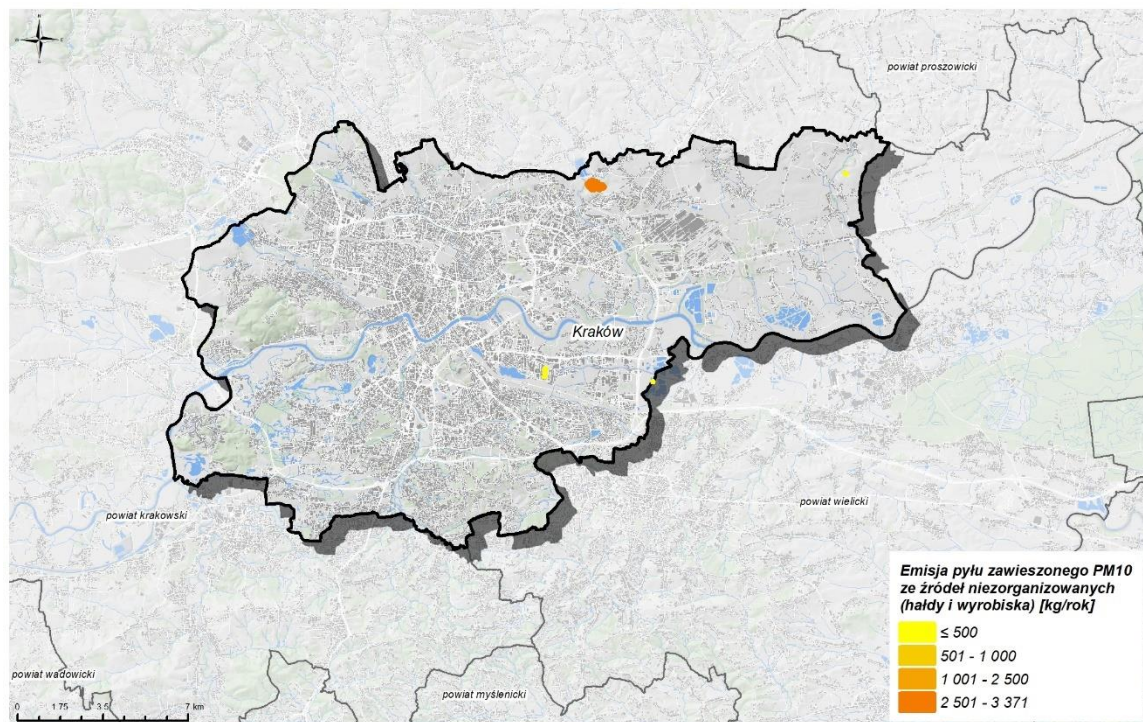 N
powiat proszowicki
Kraków
powiat krakowski
powiat wielicki
powiat wadowicki
powiat myślenicki
0 1.75 3.5 7 km
Emisja pyłu zawieszonego PM10
ze źródeł niezorganizowanych
(hałdy i wyrobiska) [kg/rok]
≤ 500
501 - 1 000
1 001 - 2 500
2 501 - 3 371